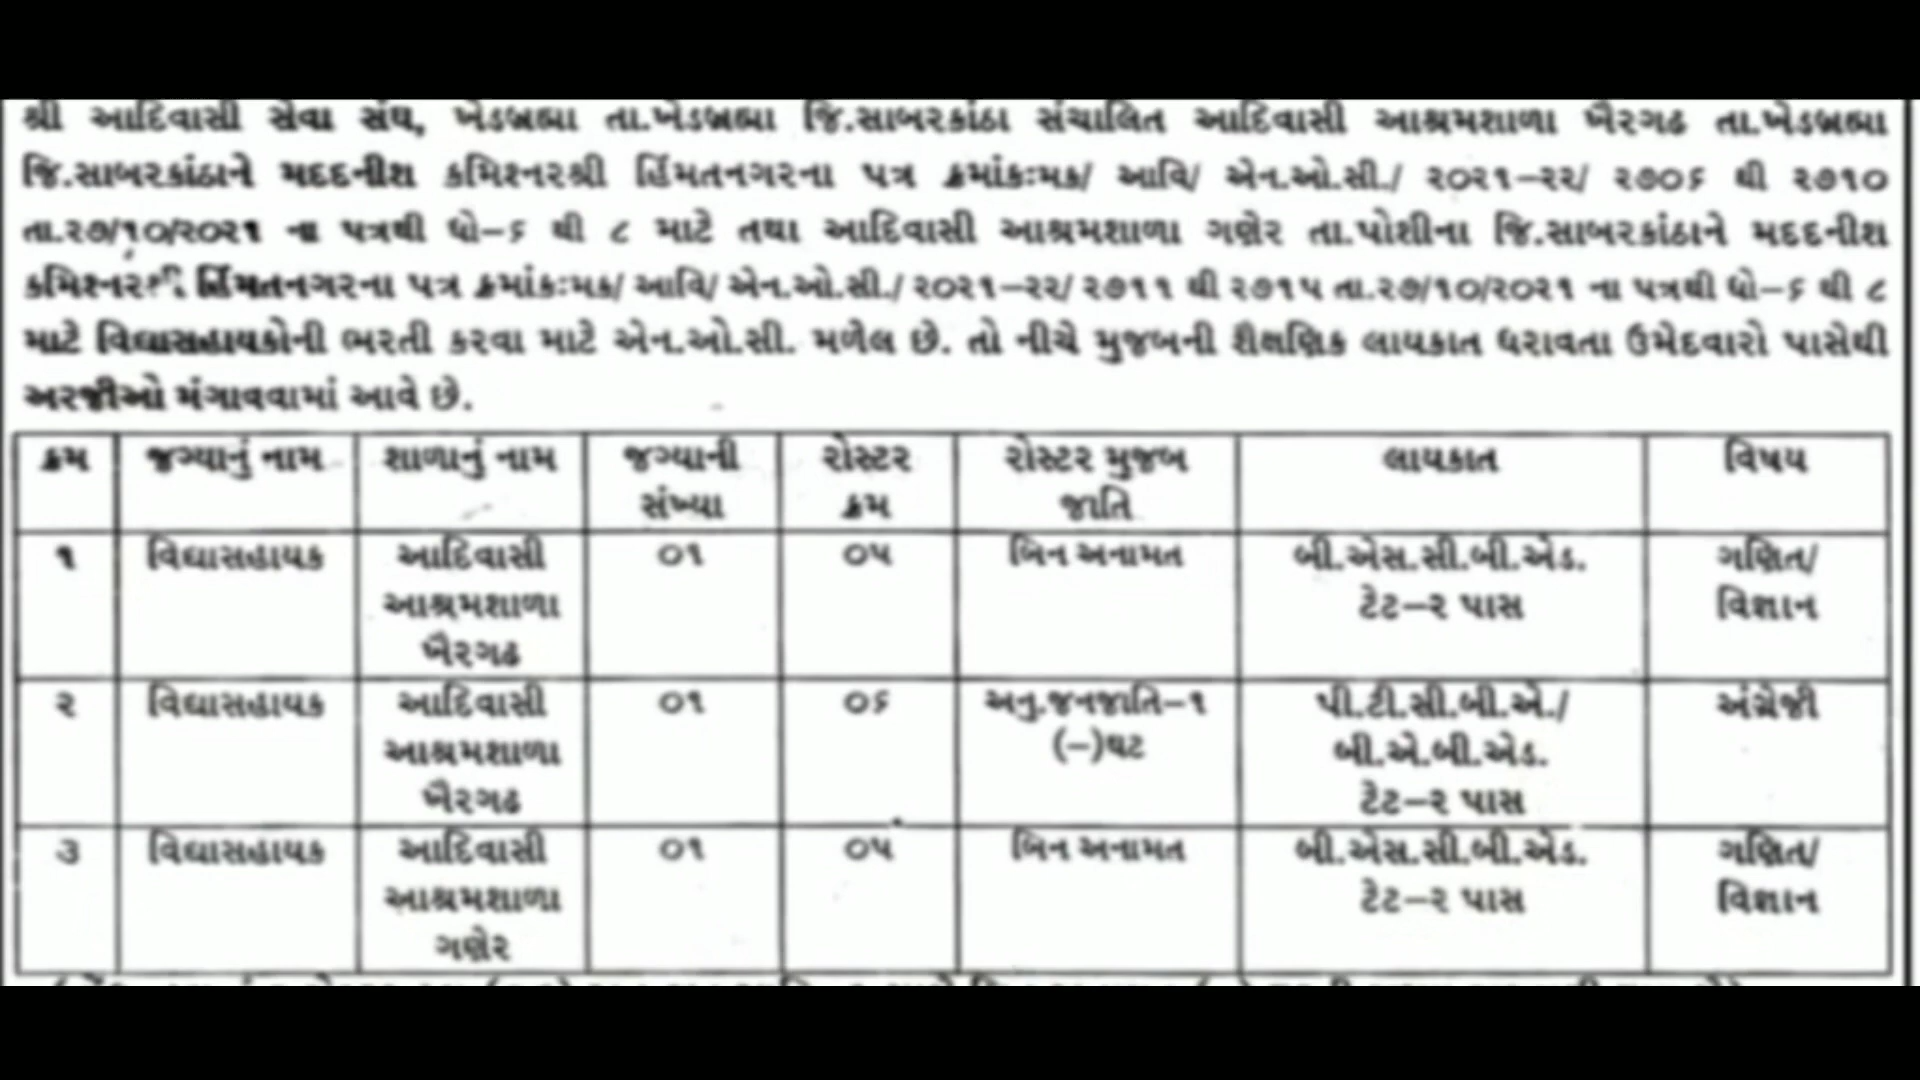 શ્રી આદિવાસી સેવા સંઘ, ખેડબ્રહ્મા તા.ખેડબ્રહ્મા જિ.સાબરકાંઠા સંચાલિત આદિવાસી આશ્રમશાળા ખૈરગઢ તા.ખેડબ્રહ્મા
જિ.સાબરકાંઠાને મદદનીશ કમિશ્નરશ્રી હિંમતનગરના પત્ર ક્રમાંકઃમક/ આવિ/ એન.ઓ.સી./ ૨૦૨૧–૨૨/ ૨૭૦૬ થી ૨૭૧૦
તા.૨૭/૧૦/૨૦૨૧ ના પત્રથી ધો–૬ થી ૮ માટે તથા આદિવાસી આશ્રમશાળા ગણેર તા.પોશીના જિ.સાબરકાંઠાને મદદનીશ
કમિશ્નરશ્રી હિંમતનગરના પત્ર ક્રમાંકઃમક/ આવિ/ એન.ઓ.સી./ ૨૦૨૧–૨૨/ ૨૭૧૧ થી ૨૭૧૫ તા.૨૭/૧૦/૨૦૨૧ ના પત્રથી ધો–૬ થી ૮
માટે વિદ્યાસહાયકોની ભરતી કરવા માટે એન.ઓ.સી. મળેલ છે. તો નીચે મુજબની શૈક્ષણિક લાયકાત ધરાવતા ઉમેદવારો પાસેથી
અરજીઓ મંગાવવામાં આવે છે.
ક્રમ જગ્યાનું નામ શાળાનું નામ જગ્યાની રોસ્ટર રોસ્ટર મુજબ લાયકાત વિષય
સંખ્યા ક્રમ જાતિ
૧ વિદ્યાસહાયક આદિવાસી ૦૧ ૦૫ બિન અનામત બી.એસ.સી.બી.એડ. ગણિત/
આશ્રમશાળા ટેટ–૨ પાસ વિજ્ઞાન
ખૈરગઢ
૨ વિદ્યાસહાયક આદિવાસી ૦૧ ૦૬ અનુ.જનજાતિ–૧ પી.ટી.સી.બી.એ./ અંગ્રેજી
આશ્રમશાળા (–)ઘટ બી.એ.બી.એડ.
ખૈરગઢ ટેટ–૨ પાસ
૩ વિદ્યાસહાયક આદિવાસી ૦૧ ૦૫ બિન અનામત બી.એસ.સી.બી.એડ. ગણિત/
આશ્રમશાળા ટેટ–૨ પાસ વિજ્ઞાન
ગણેર